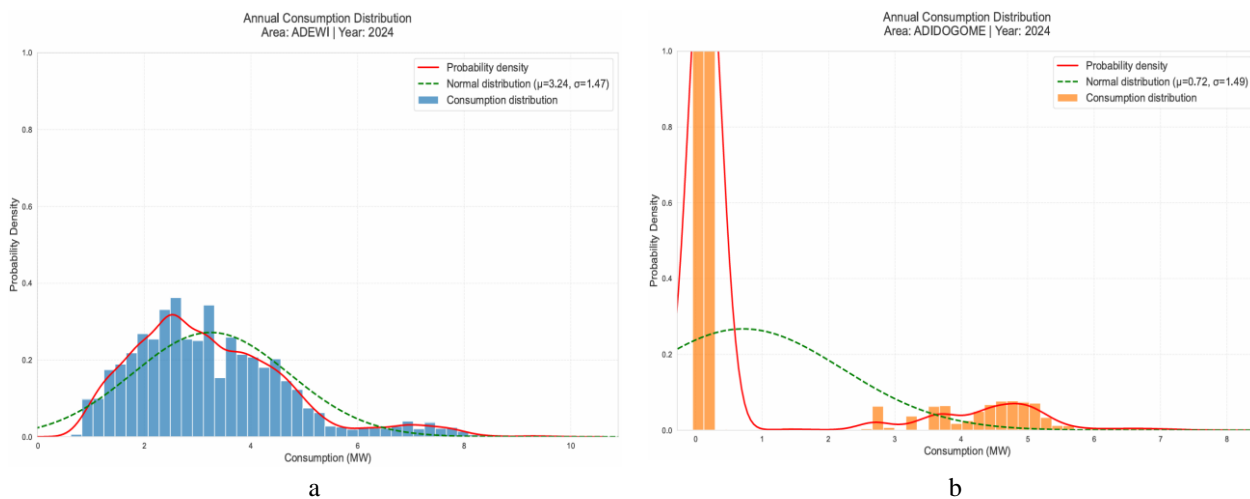 Annual Consumption Distribution
Area: ADEWI | Year: 2024
1.0
0.8
0.6
0.4
0.2
0.0
Probability Density
Probability density
Normal distribution (μ=3.24, σ=1.47)
Consumption distribution
0 2 4 6 8 10
Consumption (MW)
a
Annual Consumption Distribution
Area: ADIDOGOME | Year: 2024
1.0
0.8
0.6
0.4
0.2
0.0
Probability Density
Probability density
Normal distribution (μ=0.72, σ=1.49)
Consumption distribution
0 1 2 3 4 5 6 7 8
Consumption (MW)
b